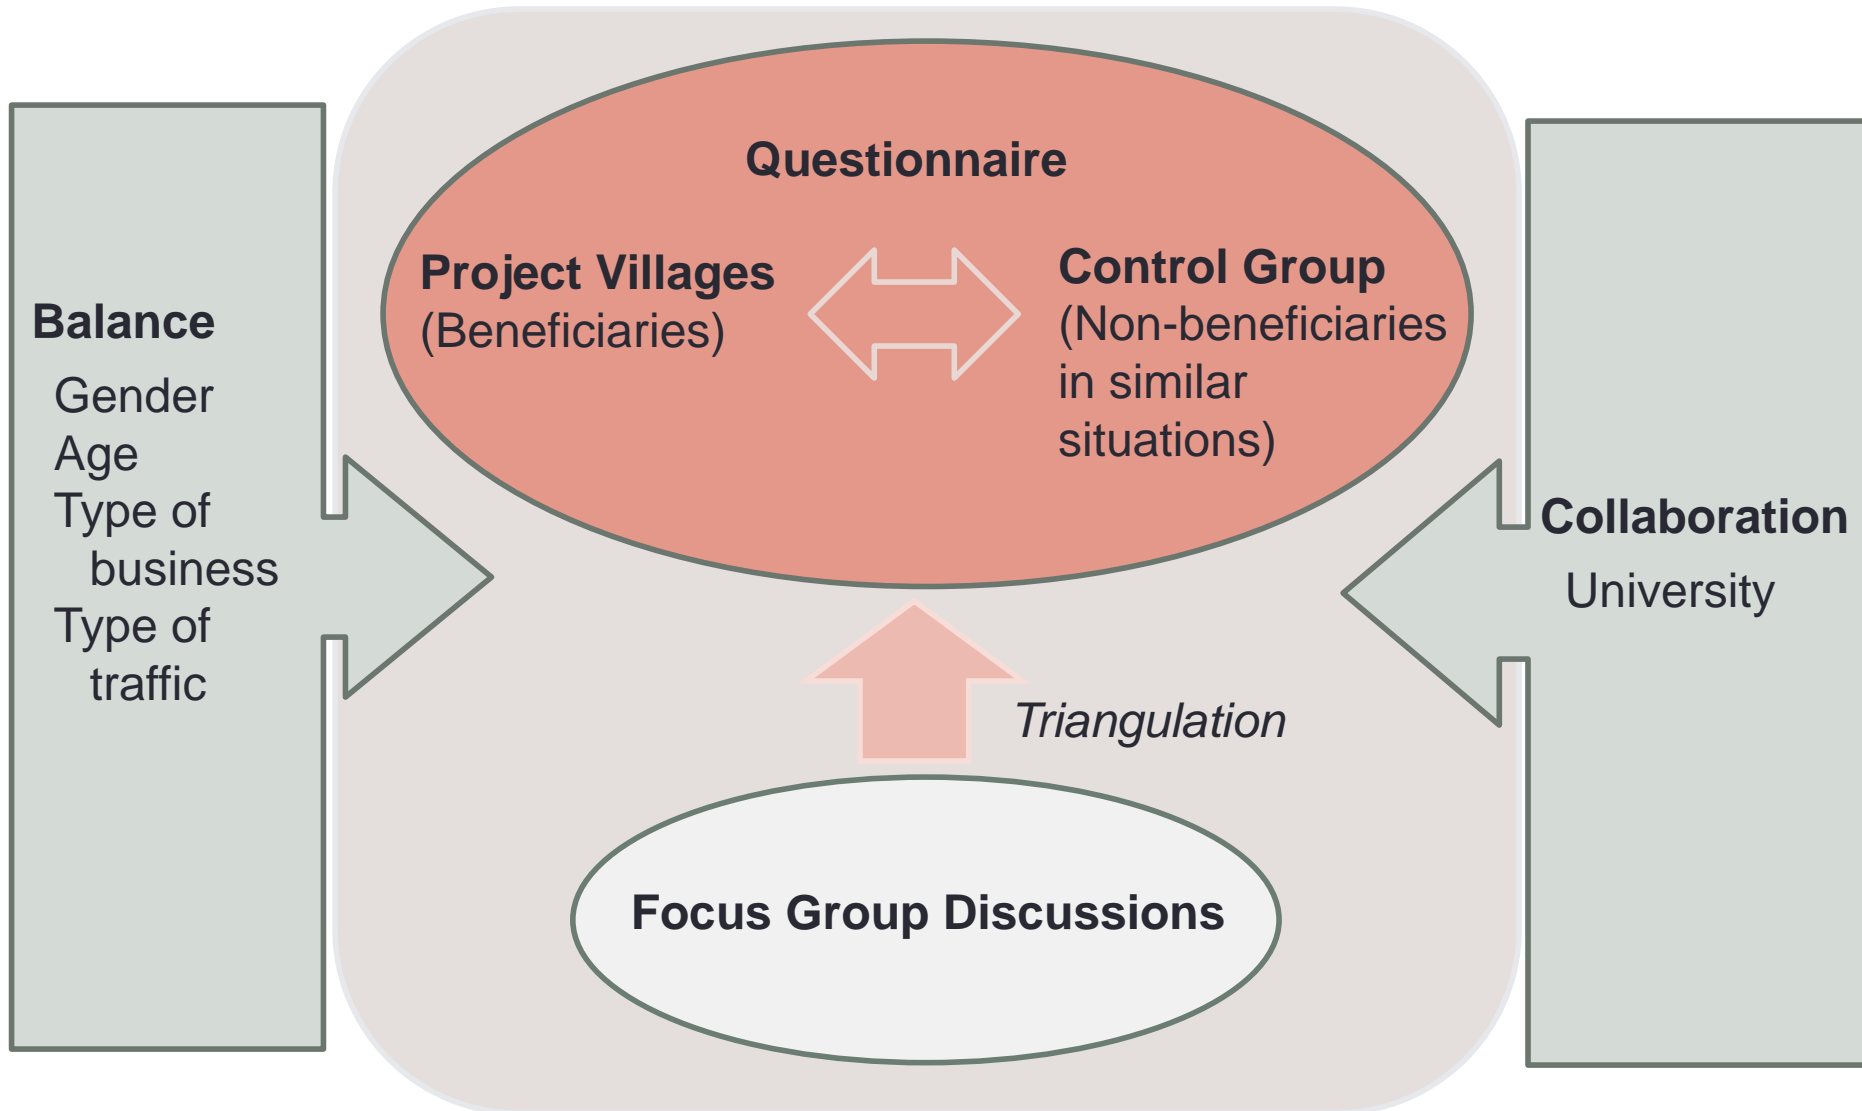 Balance
Gender
Age
Type of
business
Type of
traffic
Questionnaire
Project Villages
(Beneficiaries)
Control Group
(Non-beneficiaries
in similar
situations)
Triangulation
Focus Group Discussions
Collaboration
University